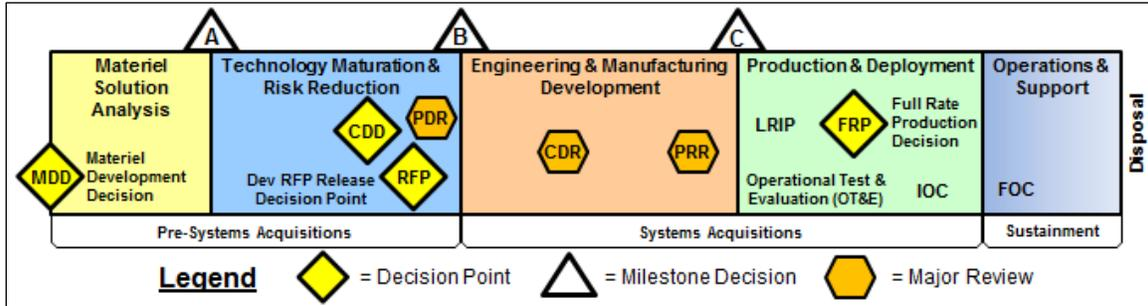 A
B
C
Materiel
Solution
Analysis
MDD
Materiel
Development
Decision
Technology Maturation &
Risk Reduction
CDD
PDR
Dev RFP Release
Decision Point
RFP
Engineering & Manufacturing
Development
CDR
PRR
Production & Deployment
LRIP
FRP
Full Rate
Production
Decision
Operational Test &
Evaluation (OT&E)
IOC
Operations &
Support
FOC
Disposal
Pre-Systems Acquisitions
Systems Acquisitions
Sustainment
Legend
= Decision Point
= Milestone Decision
= Major Review